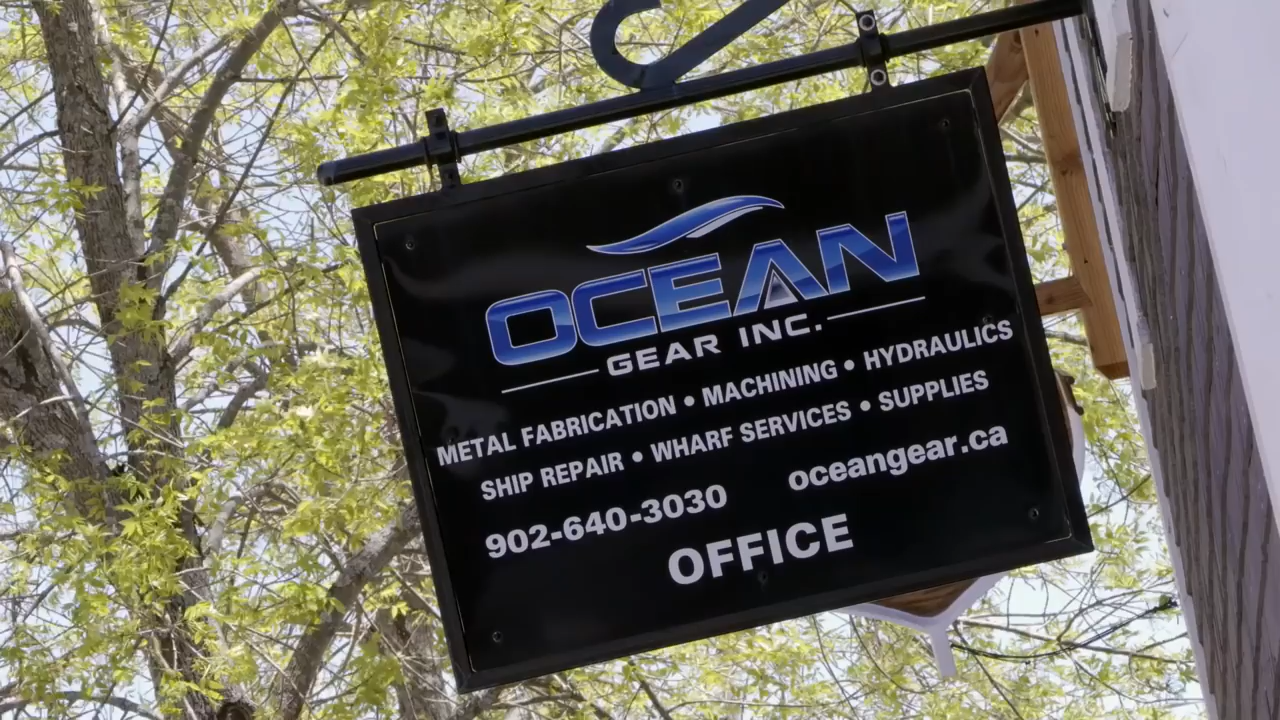 OCEAN
GEAR INC.
METAL FABRICATION • MACHINING • HYDRAULICS
SHIP REPAIR • WHARF SERVICES • SUPPLIES
902-640-3030 oceangear.ca
OFFICE